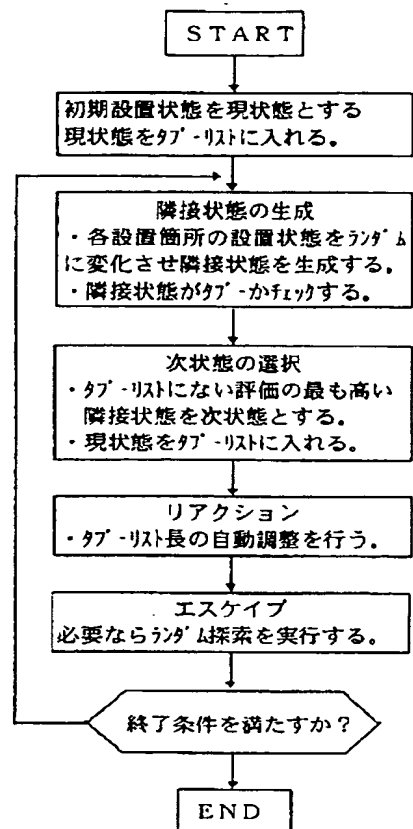 START
初期設置状態を現状態とする
現状態をﾀﾌﾞｰﾘｽﾄに入れる。
隣接状態の生成
・各設置箇所の設置状態をﾗﾝﾀﾞﾑ
に変化させ隣接状態を生成する。
・隣接状態がﾀﾌﾞｰかﾁｪｯｸする。
次状態の選択
・ﾀﾌﾞｰﾘｽﾄにない評価の最も高い
隣接状態を次状態とする。
・現状態をﾀﾌﾞｰﾘｽﾄに入れる。
リアクション
・ﾀﾌﾞｰﾘｽﾄ長の自動調整を行う。
エスケイプ
必要ならﾗﾝﾀﾞﾑ探索を実行する。
終了条件を満たすか？
END